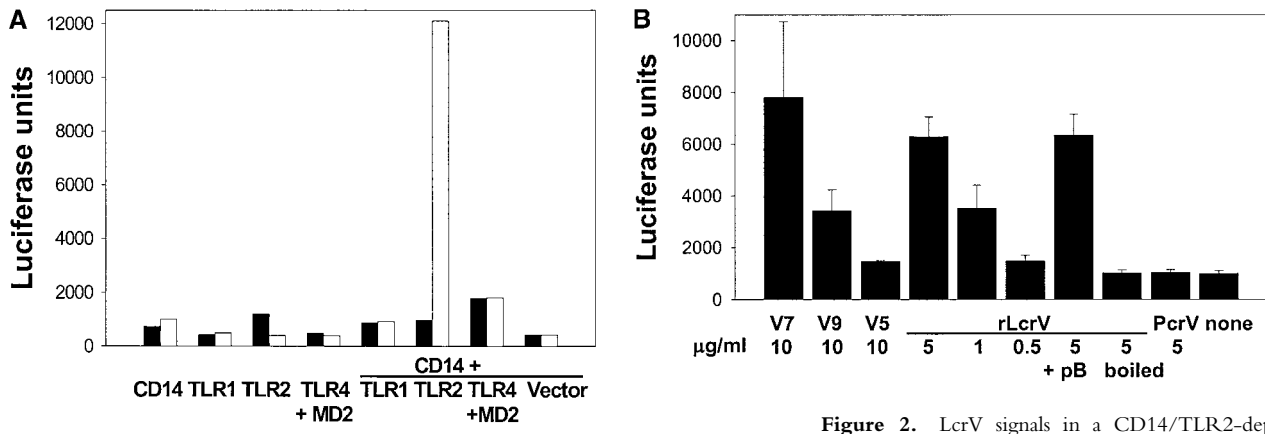 A
Luciferase units
12000
10000
8000
6000
4000
2000
0
CD14 +
CD14 TLR1 TLR2 TLR4 TLR1 TLR2 TLR4 Vector
+ MD2 +MD2
B
Luciferase units
10000
8000
6000
4000
2000
0
V7 V9 V5 rLcrV PcrV none
μg/ml 10 10 10 5 1 0.5 5 5 5
+ pB boiled
Figure 2. LcrV signals in a CD14/TLR2-dep